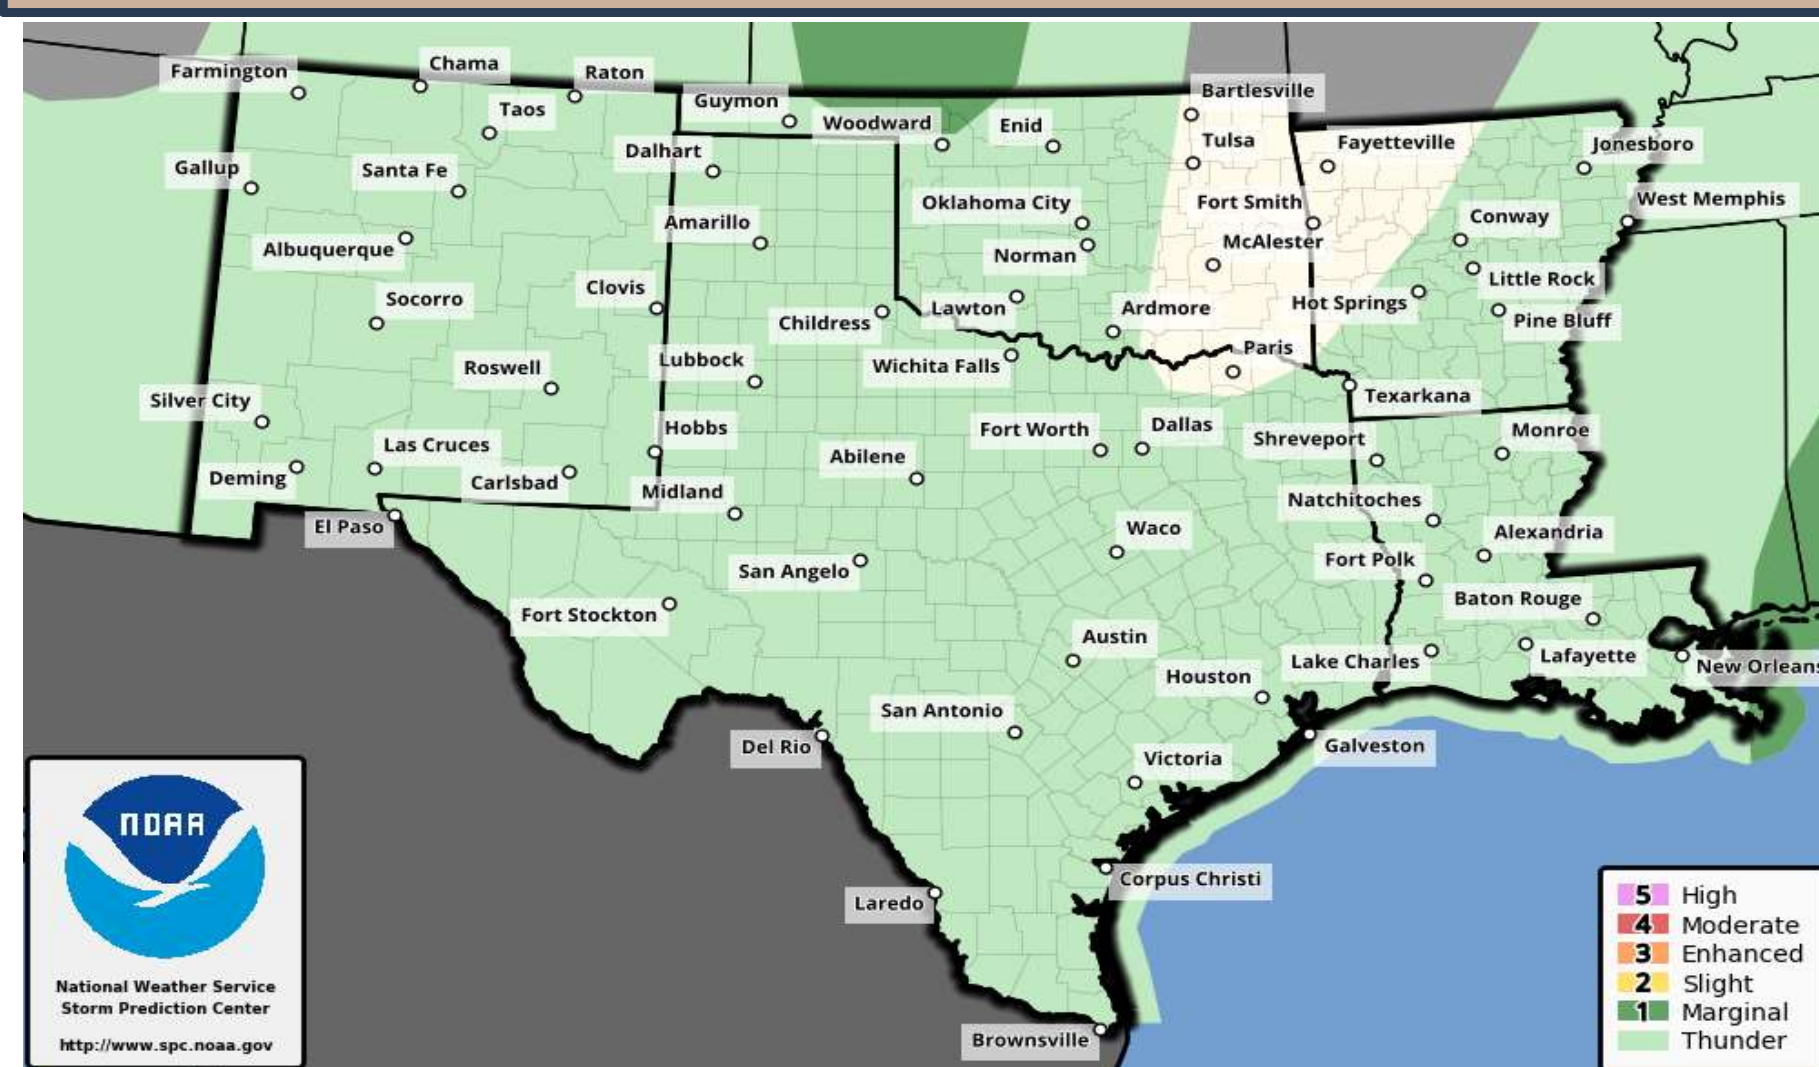 Farmington
Chama
Raton
Taos
Guymon
Bartlesville
Woodward
Enid
Tulsa
Fayetteville
Jonesboro
Gallup
Santa Fe
Dalhart
Oklahoma City
Fort Smith
Conway
West Memphis
Albuquerque
Amarillo
Norman
McAlester
Socorro
Clovis
Childress
Lawton
Ardmore
Hot Springs
Little Rock
Pine Bluff
Roswell
Lubbock
Wichita Falls
Paris
Silver City
Texarkana
Las Cruces
Hobbs
Fort Worth
Dallas
Shreveport
Monroe
Deming
Carlsbad
Midland
Abilene
Natchitoches
El Paso
Waco
Alexandria
San Angelo
Fort Polk
Fort Stockton
Baton Rouge
Austin
Lake Charles
Lafayette
New Orleans
Houston
San Antonio
Del Rio
Galveston
Victoria
Corpus Christi
Laredo
Brownsville
NOAA
National Weather Service
Storm Prediction Center
http://www.spc.noaa.gov
5 High
4 Moderate
3 Enhanced
2 Slight
1 Marginal
Thunder